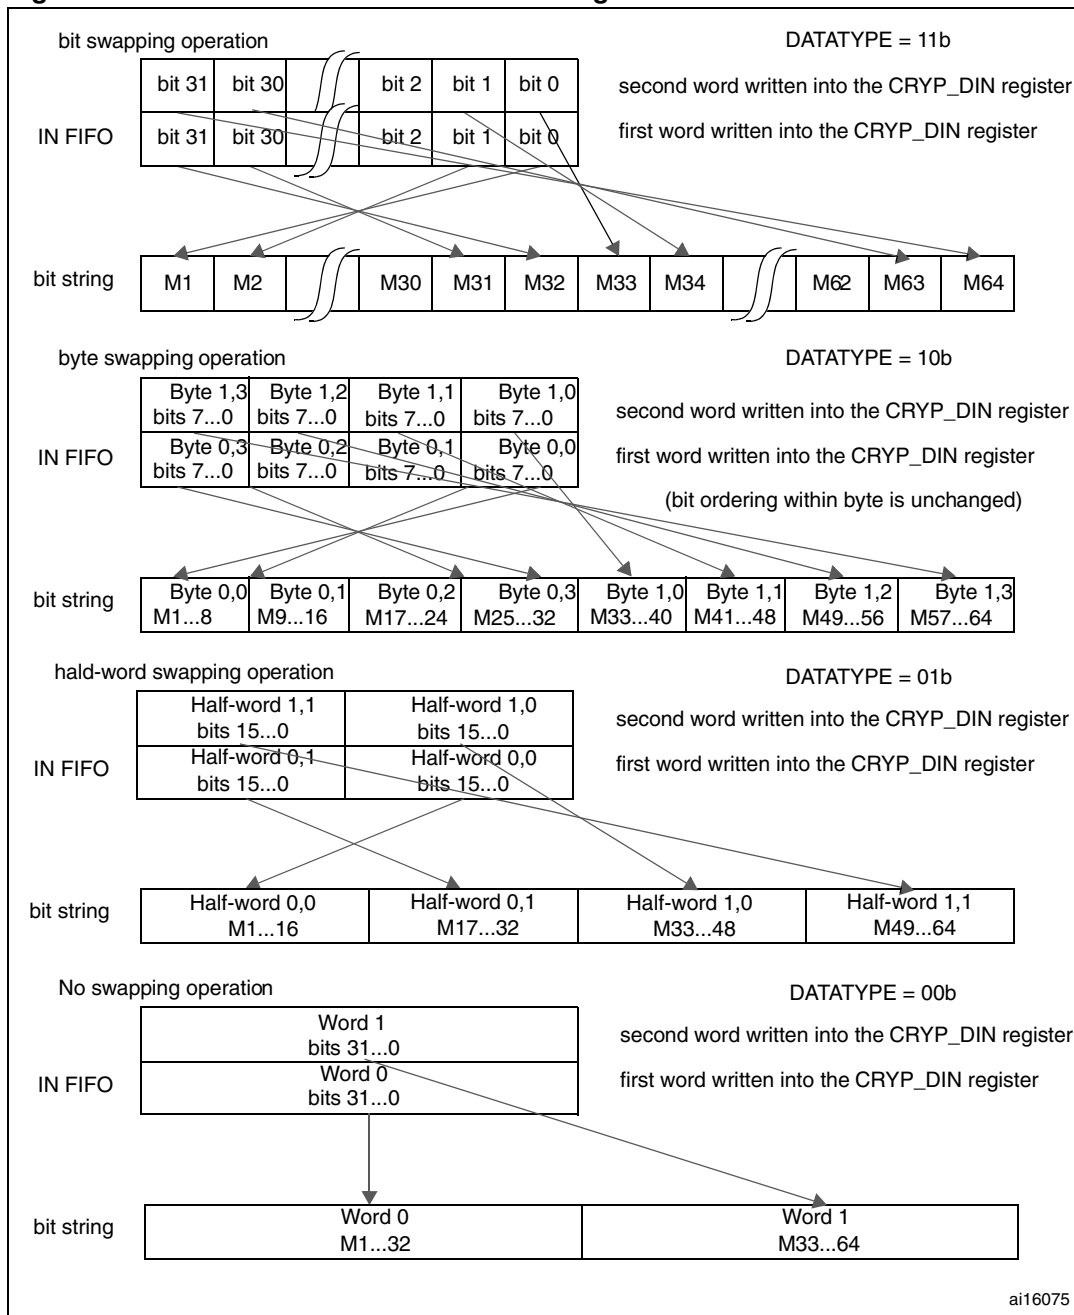 bit swapping operation DATATYPE = 11b
bit 31 bit 30 bit 2 bit 1 bit 0 second word written into the CRYP_DIN register
IN FIFO bit 31 bit 30 bit 2 bit 1 bit 0 first word written into the CRYP_DIN register
bit string M1 M2 M30 M31 M32 M33 M34 M62 M63 M64
byte swapping operation DATATYPE = 10b
Byte 1,3 Byte 1,2 Byte 1,1 Byte 1,0
bits 7...0 bits 7...0 bits 7...0 bits 7...0 second word written into the CRYP_DIN register
IN FIFO Byte 0,3 Byte 0,2 Byte 0,1 Byte 0,0 first word written into the CRYP_DIN register
bits 7...0 bits 7...0 bits 7...0 bits 7...0
(bit ordering within byte is unchanged)
bit string Byte 0,0 Byte 0,1 Byte 0,2 Byte 0,3 Byte 1,0 Byte 1,1 Byte 1,2 Byte 1,3
M1...8 M9...16 M17...24 M25...32 M33...40 M41...48 M49...56 M57...64
hald-word swapping operation DATATYPE = 01b
Half-word 1,1 Half-word 1,0
bits 15...0 bits 15...0 second word written into the CRYP_DIN register
IN FIFO Half-word 0,1 Half-word 0,0 first word written into the CRYP_DIN register
bits 15...0 bits 15...0
bit string Half-word 0,0 Half-word 0,1 Half-word 1,0 Half-word 1,1
M1...16 M17...32 M33...48 M49...64
No swapping operation DATATYPE = 00b
Word 1
bits 31...0 second word written into the CRYP_DIN register
IN FIFO Word 0 first word written into the CRYP_DIN register
bits 31...0
bit string Word 0 Word 1
M1...32 M33...64
ai16075